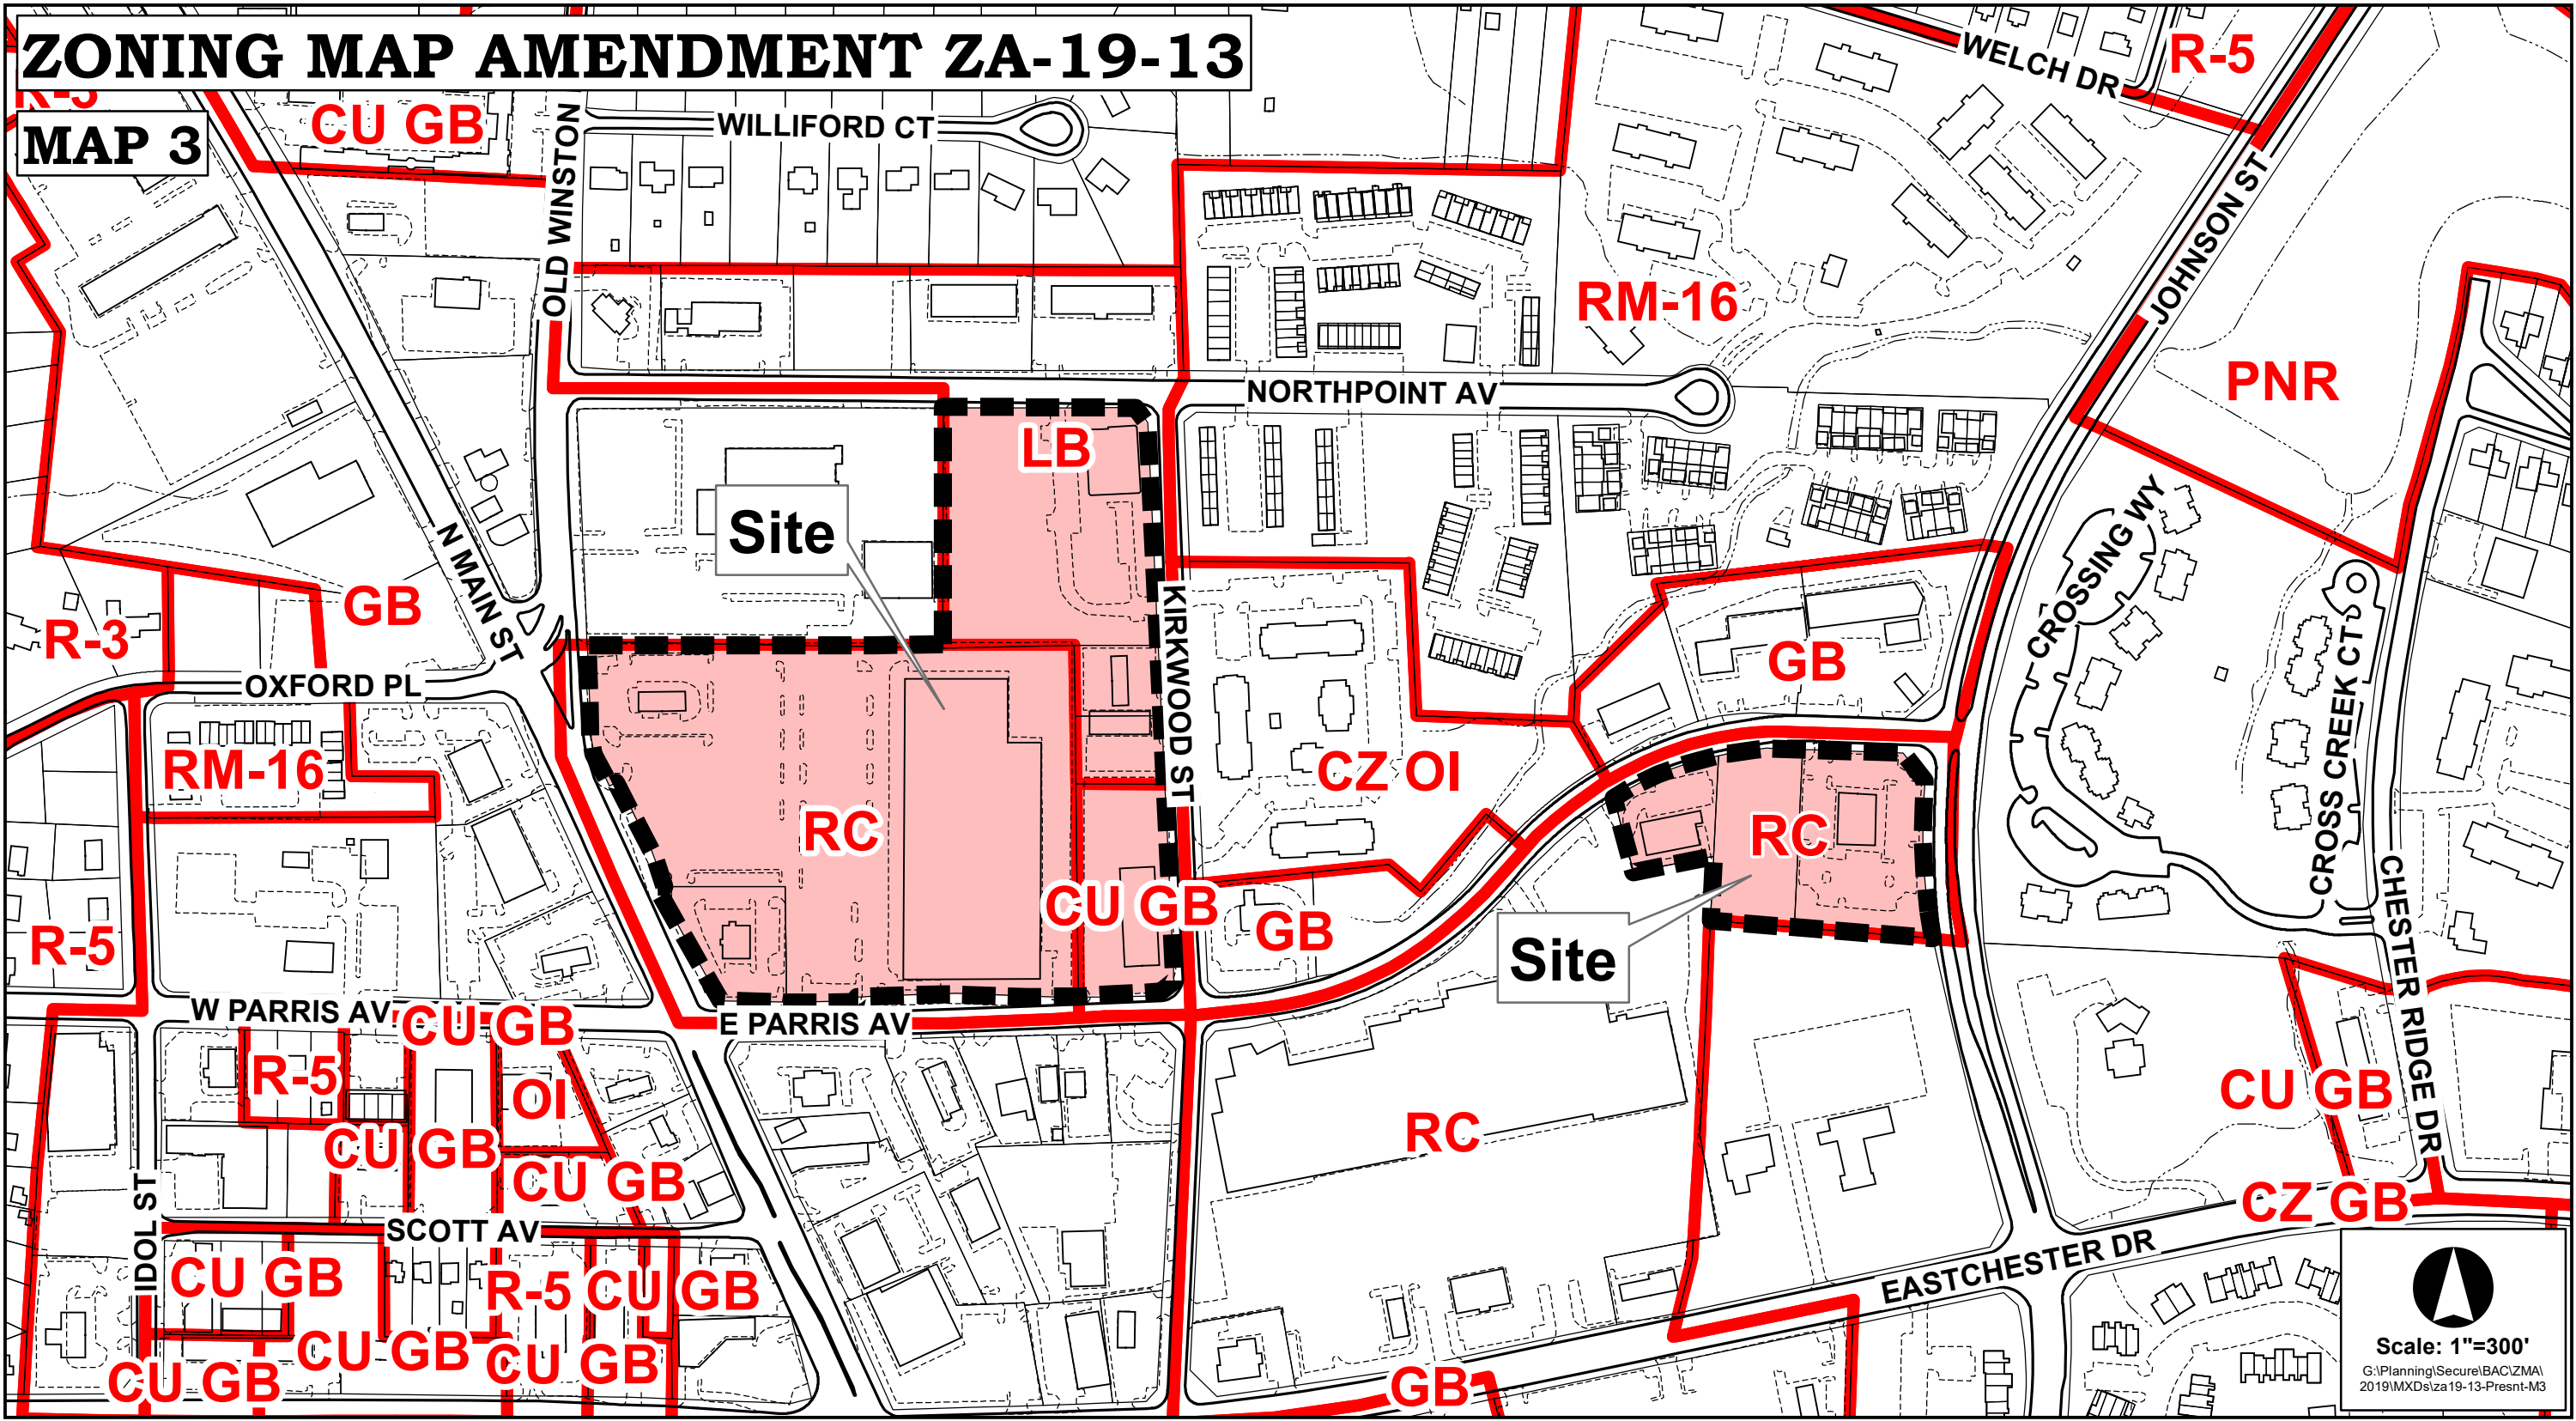 ZONING MAP AMENDMENT ZA-19-13
MAP 3
R-3
CU GB
OLD WINSTON
WILLIFORD CT
WELCH DR
R-5
JOHNSON ST
RM-16
PNR
NORTHPOINT AV
LB
Site
N MAIN ST
GB
R-3
OXFORD PL
RM-16
KIRKWOOD ST
CROSSING WY
GB
CZ OI
CROSS CREEK CT
RC
RC
CU GB
GB
Site
R-5
CHESTER RIDGE DR
W PARRIS AV
CU GB
E PARRIS AV
R-5
OI
CU GB
CU GB
RC
CU GB
CZ GB
IDOL ST
SCOTT AV
EASTCHESTER DR
CU GB
R-5
CU GB
CU GB
CU GB
CU GB
GB
Scale: 1"=300'
G:\Planning\Secure\BAC\ZMA\
2019\MXDs\za19-13-Presnt-M3